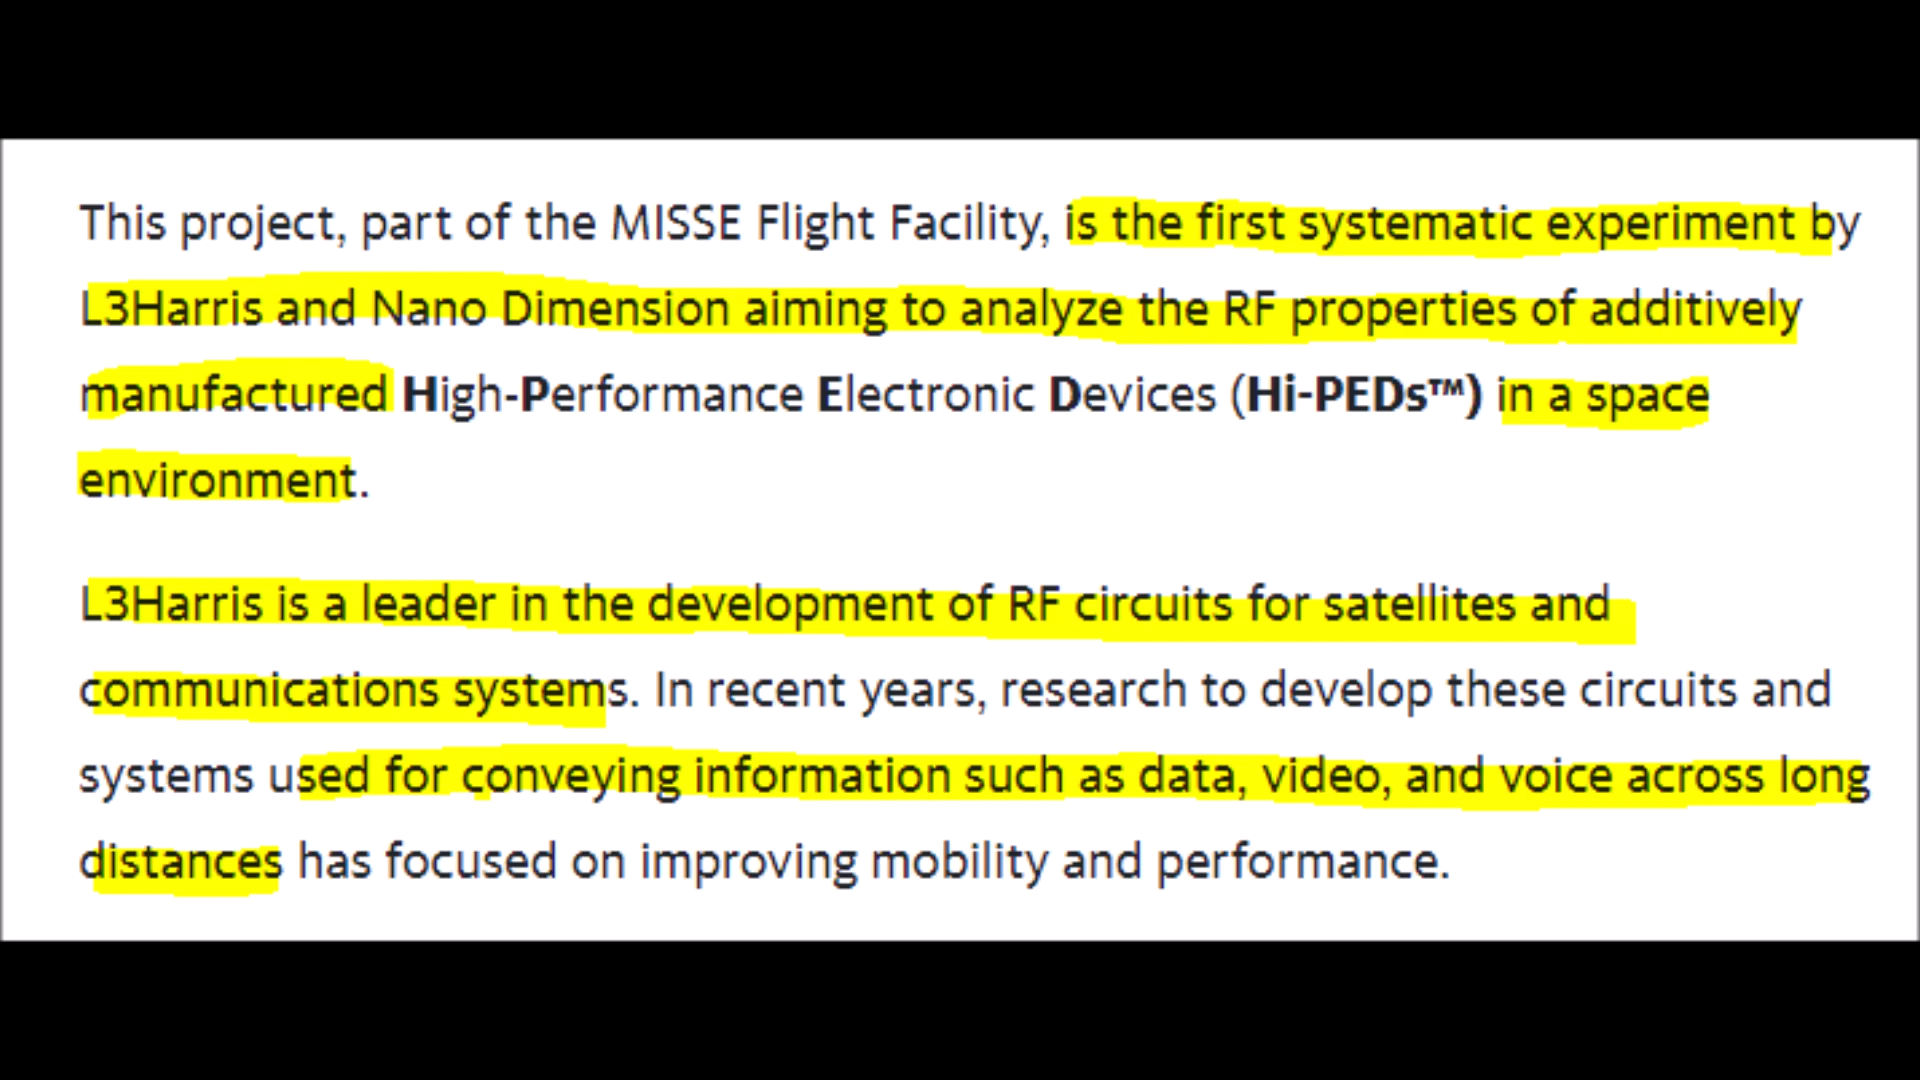 This project, part of the MISSE Flight Facility, is the first systematic experiment by
L3Harris and Nano Dimension aiming to analyze the RF properties of additively
manufactured High-Performance Electronic Devices (Hi-PEDs™) in a space
environment.
L3Harris is a leader in the development of RF circuits for satellites and
communications systems. In recent years, research to develop these circuits and
systems used for conveying information such as data, video, and voice across long
distances has focused on improving mobility and performance.